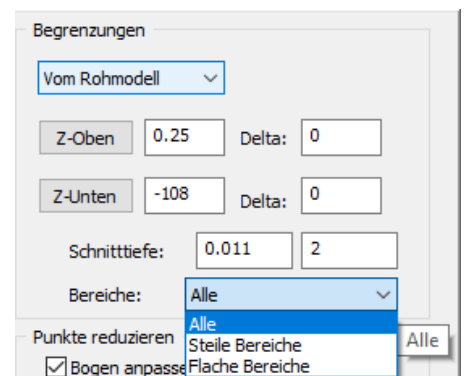 Begrenzungen
Vom Rohmodell
Z-Oben 0.25 Delta: 0
Z-Unten -108 Delta: 0
Schnitttiefe: 0.011 2
Bereiche: Alle
Alle
Steile Bereiche
Flache Bereiche
Alle
Punkte reduzieren
Bogen anpasse